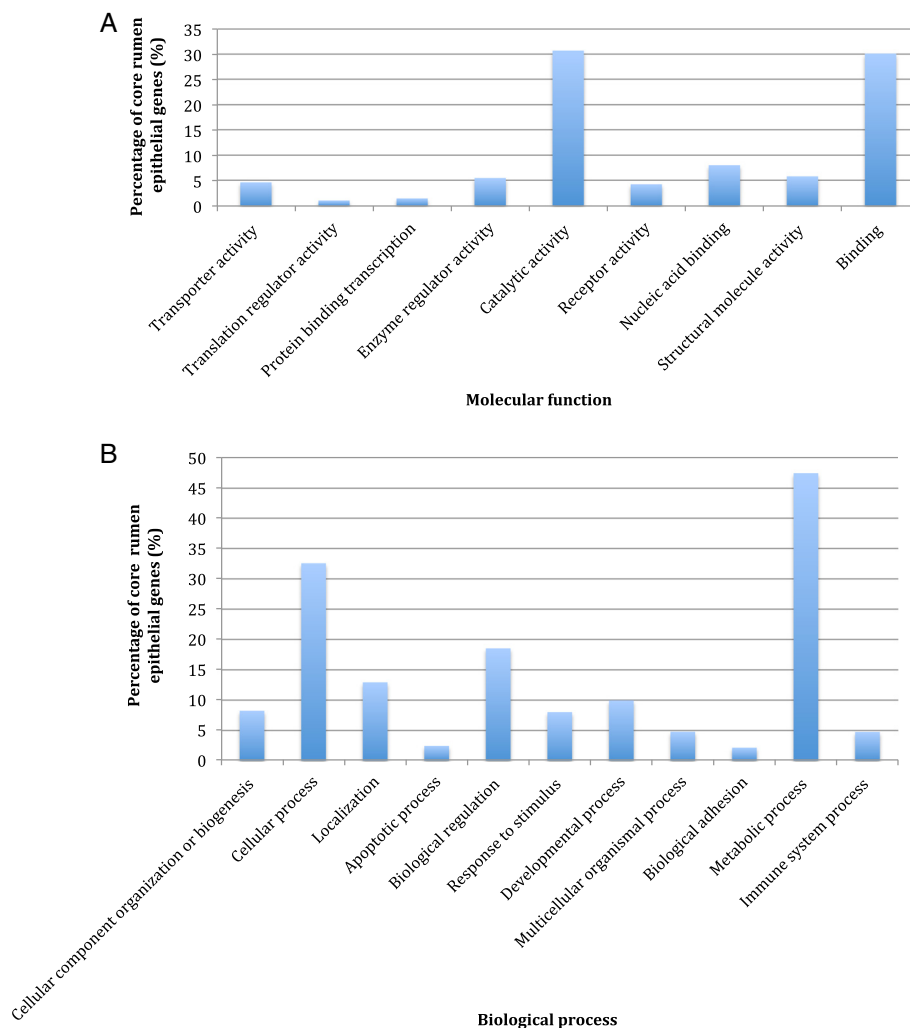 A
Percentage of core rumen
epithelial genes (%)
35
30
25
20
15
10
5
0
Transporter activity
Translation regulator activity
Protein binding transcription
Enzyme regulator activity
Catalytic activity
Receptor activity
Nucleic acid binding
Structural molecule activity
Binding
Molecular function
B
Percentage of core rumen
epithelial genes (%)
50
45
40
35
30
25
20
15
10
5
0
Cellular component organization or biogenesis
Cellular process
Localization
Apoptotic process
Biological regulation
Response to stimulus
Developmental process
Multicellular organismal process
Biological adhesion
Metabolic process
Immune system process
Biological process